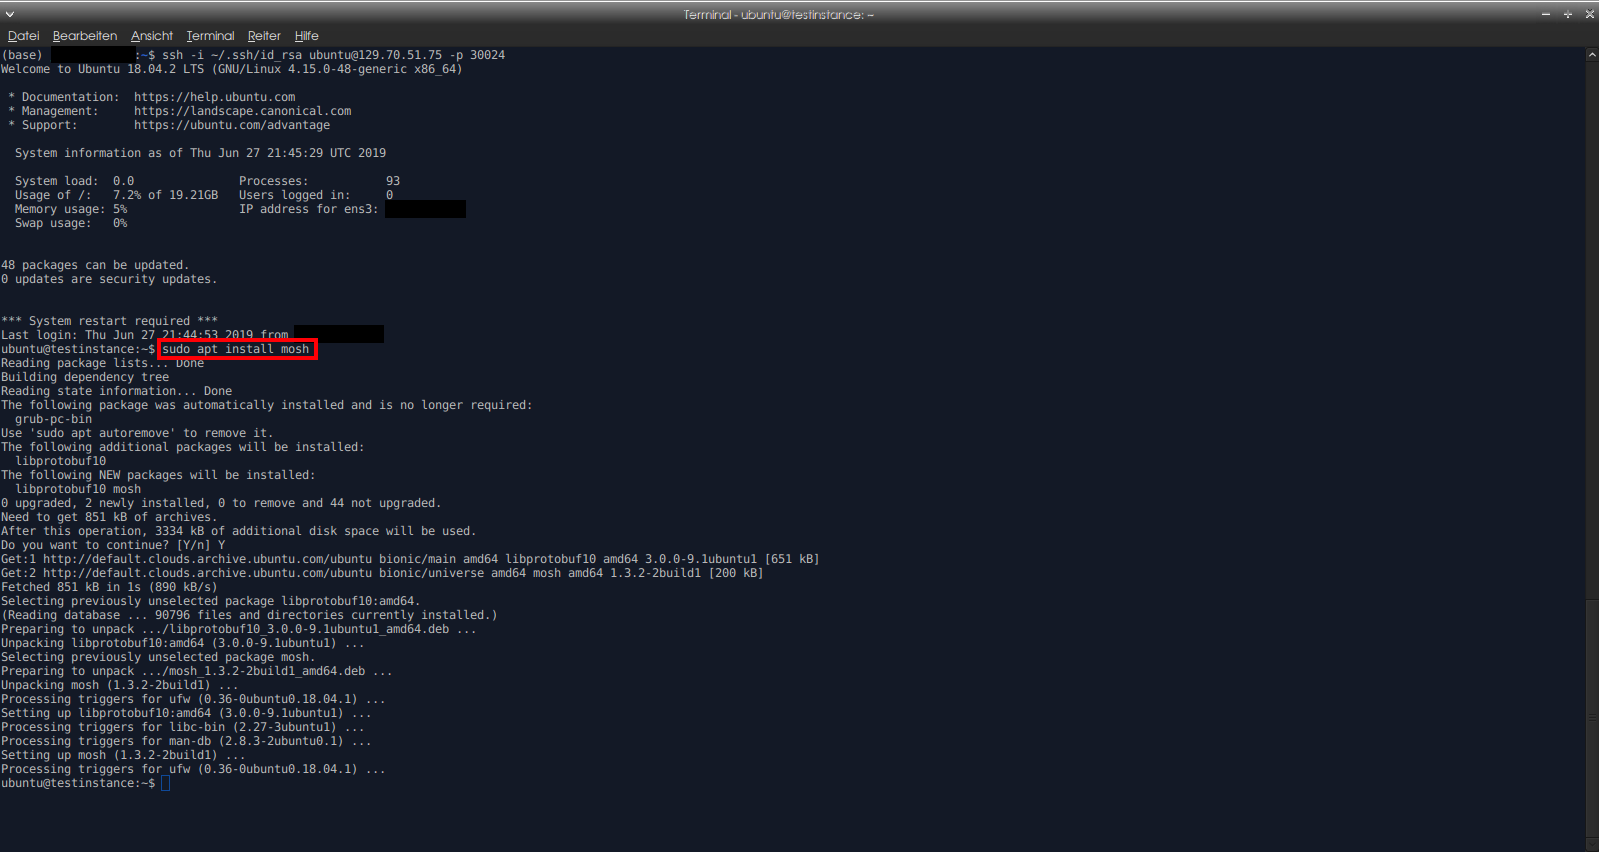 Terminal - ubuntu@testinstance: ~
Datei Bearbeiten Ansicht Terminal Reiter Hilfe
(base) :~$ ssh -i ~/.ssh/id_rsa ubuntu@129.70.51.75 -p 30024
Welcome to Ubuntu 18.04.2 LTS (GNU/Linux 4.15.0-48-generic x86_64)
* Documentation: https://help.ubuntu.com
* Management: https://landscape.canonical.com
* Support: https://ubuntu.com/advantage
System information as of Thu Jun 27 21:45:29 UTC 2019
System load: 0.0 Processes: 93
Usage of /: 7.2% of 19.21GB Users logged in: 0
Memory usage: 5% IP address for ens3:
Swap usage: 0%
48 packages can be updated.
0 updates are security updates.
*** System restart required ***
Last login: Thu Jun 27 21:44:53 2019 from
ubuntu@testinstance:~$ sudo apt install mosh
Reading package lists... Done
Building dependency tree
Reading state information... Done
The following package was automatically installed and is no longer required:
grub-pc-bin
Use 'sudo apt autoremove' to remove it.
The following additional packages will be installed:
libprotobuf10
The following NEW packages will be installed:
libprotobuf10 mosh
0 upgraded, 2 newly installed, 0 to remove and 44 not upgraded.
Need to get 851 kB of archives.
After this operation, 3334 kB of additional disk space will be used.
Do you want to continue? [Y/n] Y
Get:1 http://default.clouds.archive.ubuntu.com/ubuntu bionic/main amd64 libprotobuf10 amd64 3.0.0-9.1ubuntu1 [651 kB]
Get:2 http://default.clouds.archive.ubuntu.com/ubuntu bionic/universe amd64 mosh amd64 1.3.2-2build1 [200 kB]
Fetched 851 kB in 1s (890 kB/s)
Selecting previously unselected package libprotobuf10:amd64.
(Reading database ... 90796 files and directories currently installed.)
Preparing to unpack .../libprotobuf10_3.0.0-9.1ubuntu1_amd64.deb ...
Unpacking libprotobuf10:amd64 (3.0.0-9.1ubuntu1) ...
Selecting previously unselected package mosh.
Preparing to unpack .../mosh_1.3.2-2build1_amd64.deb ...
Unpacking mosh (1.3.2-2build1) ...
Processing triggers for ufw (0.36-0ubuntu0.18.04.1) ...
Setting up libprotobuf10:amd64 (3.0.0-9.1ubuntu1) ...
Processing triggers for libc-bin (2.27-3ubuntu1) ...
Processing triggers for man-db (2.8.3-2ubuntu0.1) ...
Setting up mosh (1.3.2-2build1) ...
Processing triggers for ufw (0.36-0ubuntu0.18.04.1) ...
ubuntu@testinstance:~$